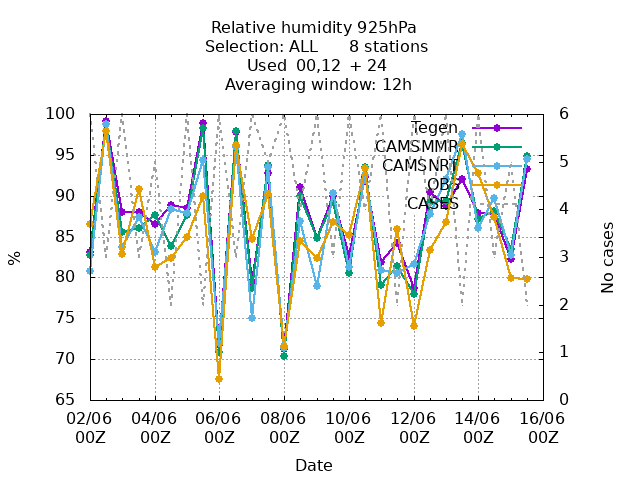 Relative humidity 925hPa
Selection: ALL 8 stations
Used 00,12 + 24
Averaging window: 12h
100
95
90
85
80
75
70
65
%
6
5
4
3
2
1
0
No cases
Tegen
CAMSMMR
CAMSNRT
OBS
CASES
02/06 04/06 06/06 08/06 10/06 12/06 14/06 16/06
00Z 00Z 00Z 00Z 00Z 00Z 00Z 00Z
Date